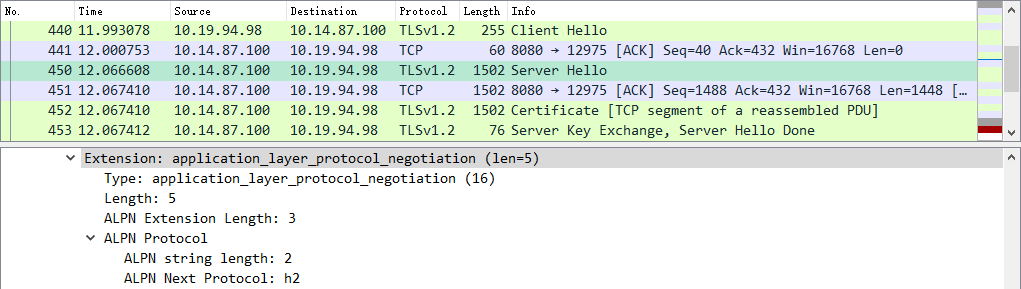 No. Time Source Destination Protocol Length Info
440 11.993078 10.19.94.98 10.14.87.100 TLSv1.2 255 Client Hello
441 12.000753 10.14.87.100 10.19.94.98 TCP 60 8080 → 12975 [ACK] Seq=40 Ack=432 Win=16768 Len=0
450 12.066608 10.14.87.100 10.19.94.98 TLSv1.2 1502 Server Hello
451 12.067410 10.14.87.100 10.19.94.98 TCP 1502 8080 → 12975 [ACK] Seq=1488 Ack=432 Win=16768 Len=1448 […
452 12.067410 10.14.87.100 10.19.94.98 TLSv1.2 1502 Certificate [TCP segment of a reassembled PDU]
453 12.067412 10.14.87.100 10.19.94.98 TLSv1.2 76 Server Key Exchange, Server Hello Done
Extension: application_layer_protocol_negotiation (len=5)
Type: application_layer_protocol_negotiation (16)
Length: 5
ALPN Extension Length: 3
ALPN Protocol
ALPN string length: 2
ALPN Next Protocol: h2